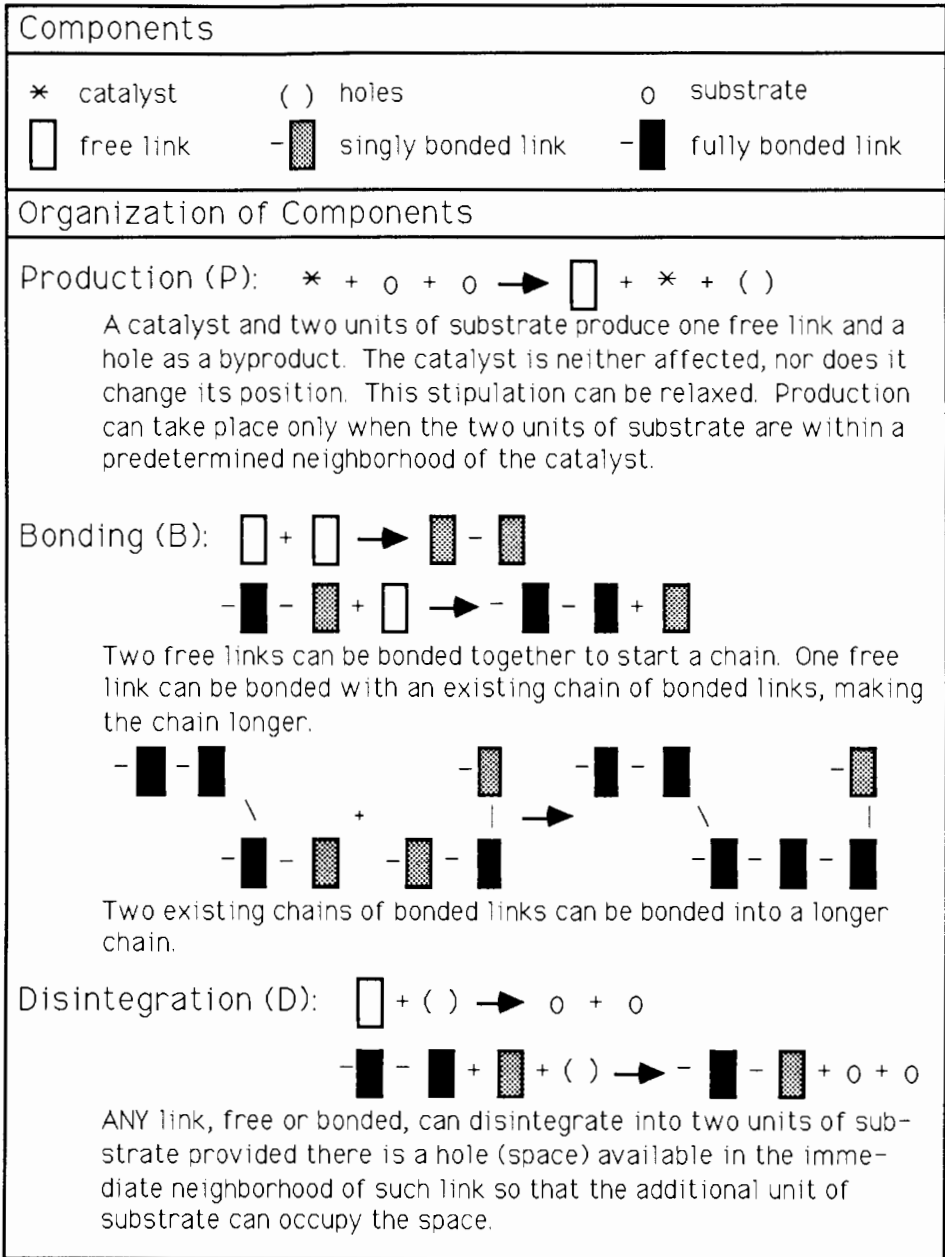 Components
* catalyst ( ) holes o substrate
free link - singly bonded link - fully bonded link
Organization of Components
Production (P): * + o + o → + * + ( )
A catalyst and two units of substrate produce one free link and a
hole as a byproduct. The catalyst is neither affected, nor does it
change its position. This stipulation can be relaxed. Production
can take place only when the two units of substrate are within a
predetermined neighborhood of the catalyst.
Bonding (B): + → -
- - + → - - +
Two free links can be bonded together to start a chain. One free
link can be bonded with an existing chain of bonded links, making
the chain longer.
- - - - - -
\ + | → \ |
- - - - - - -
Two existing chains of bonded links can be bonded into a longer
chain.
Disintegration (D): + ( ) → o + o
- - + + ( ) → - - + o + o
ANY link, free or bonded, can disintegrate into two units of sub-
strate provided there is a hole (space) available in the imme-
diate neighborhood of such link so that the additional unit of
substrate can occupy the space.